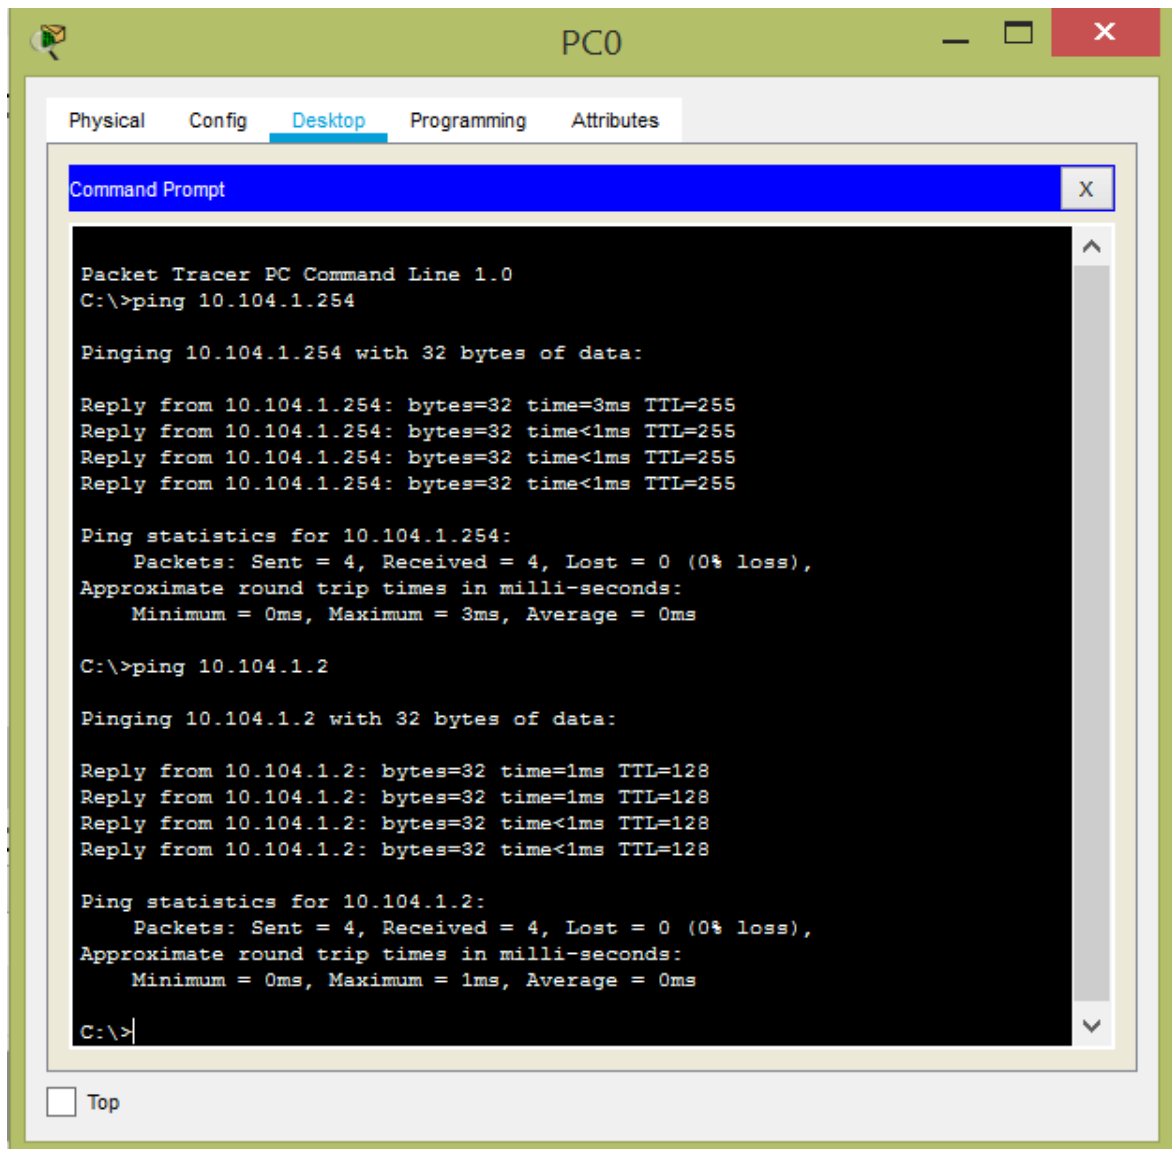 PC0
Physical Config Desktop Programming Attributes
Command Prompt X
Packet Tracer PC Command Line 1.0
C:\>ping 10.104.1.254
Pinging 10.104.1.254 with 32 bytes of data:
Reply from 10.104.1.254: bytes=32 time=3ms TTL=255
Reply from 10.104.1.254: bytes=32 time<1ms TTL=255
Reply from 10.104.1.254: bytes=32 time<1ms TTL=255
Reply from 10.104.1.254: bytes=32 time<1ms TTL=255
Ping statistics for 10.104.1.254:
Packets: Sent = 4, Received = 4, Lost = 0 (0% loss),
Approximate round trip times in milli-seconds:
Minimum = 0ms, Maximum = 3ms, Average = 0ms
C:\>ping 10.104.1.2
Pinging 10.104.1.2 with 32 bytes of data:
Reply from 10.104.1.2: bytes=32 time=1ms TTL=128
Reply from 10.104.1.2: bytes=32 time=1ms TTL=128
Reply from 10.104.1.2: bytes=32 time<1ms TTL=128
Reply from 10.104.1.2: bytes=32 time<1ms TTL=128
Ping statistics for 10.104.1.2:
Packets: Sent = 4, Received = 4, Lost = 0 (0% loss),
Approximate round trip times in milli-seconds:
Minimum = 0ms, Maximum = 1ms, Average = 0ms
C:\>
Top